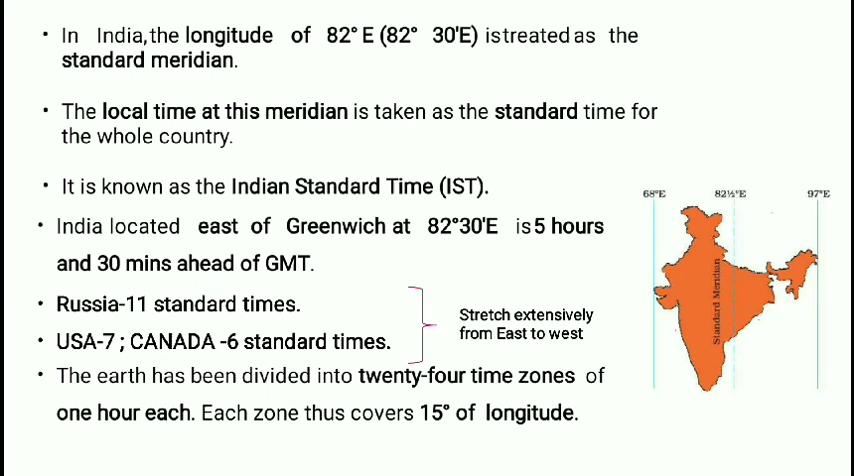 • In India, the longitude of 82° E (82° 30'E) is treated as the
standard meridian.
• The local time at this meridian is taken as the standard time for
the whole country.
• It is known as the Indian Standard Time (IST).
• India located east of Greenwich at 82°30'E is 5 hours
and 30 mins ahead of GMT.
• Russia-11 standard times.
• USA-7 ; CANADA -6 standard times.
Stretch extensively
from East to west
• The earth has been divided into twenty-four time zones of
one hour each. Each zone thus covers 15° of longitude.
68°E 82½°E 97°E
Standard Meridian